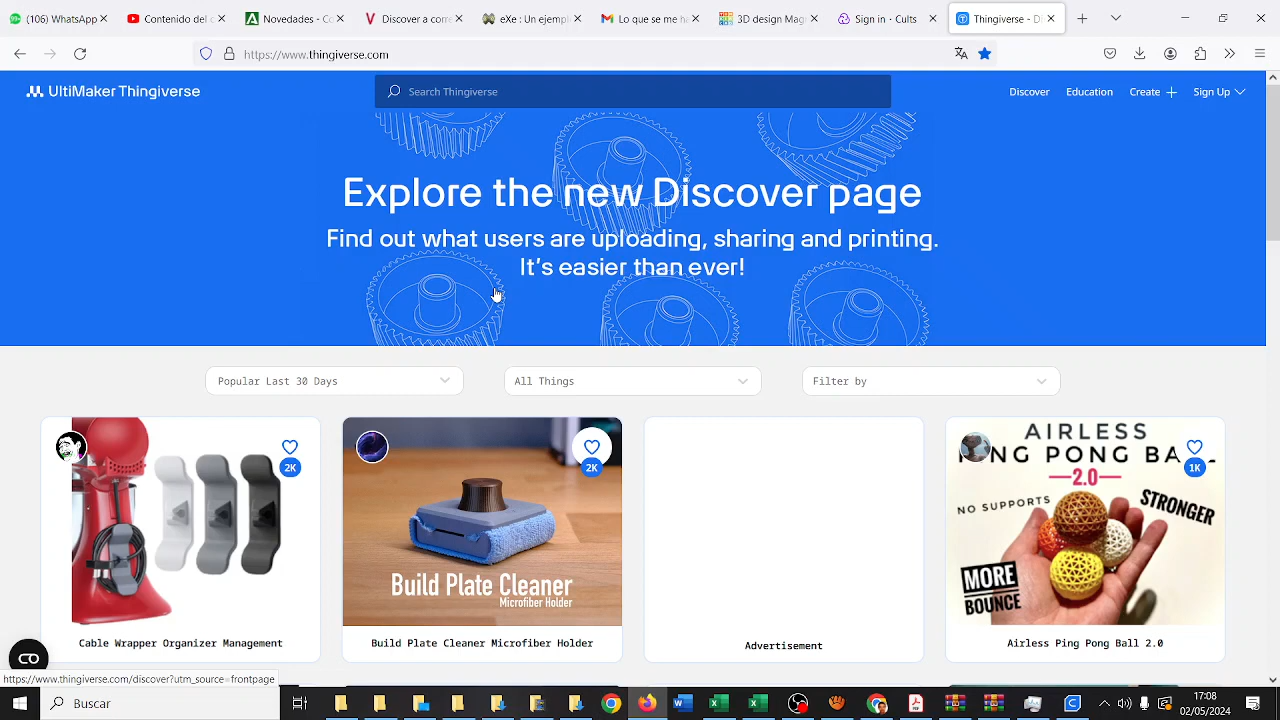 (106) WhatsApp
Contenido del c
Novedades - Co
Discover a com
eXe : Un ejempl
Lo que se me ha
3D design Mag
Sign in · Cults
Thingiverse - Di
https://www.thingiverse.com
UltiMaker Thingiverse
Search Thingiverse
Discover
Education
Create
Sign Up
Explore the new Discover page
Find out what users are uploading, sharing and printing.
It's easier than ever!
Popular Last 30 Days
All Things
Filter by
2K
2K
1K
Build Plate Cleaner
Microfiber Holder
AIRLESS
2.0
NO SUPPORTS
STRONGER
MORE
BOUNCE
Cable Wrapper Organizer Management
Build Plate Cleaner Microfiber Holder
Advertisement
Airless Ping Pong Ball 2.0
https://www.thingiverse.com/discover?utm_source=frontpage
Buscar
17:08
02/05/2024